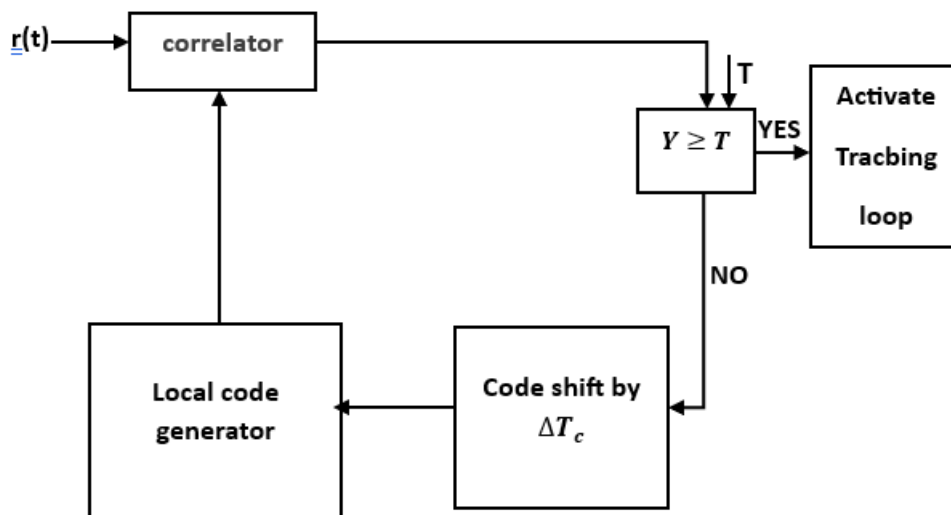 r(t)
correlator
T
Y ≥ T
YES
Activate
Tracbing
loop
NO
Local code
generator
Code shift by
ΔT_c